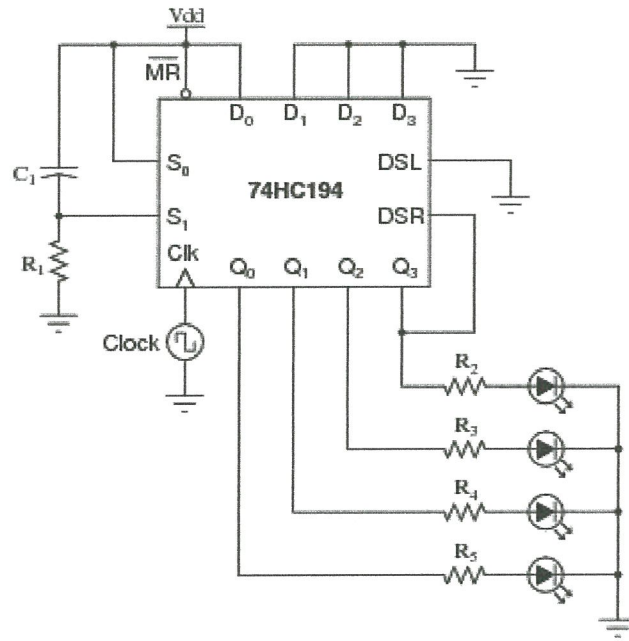 Vdd
M̅R̅
D₀ D₁ D₂ D₃
C₁
S₀ DSL
74HC194
S₁ DSR
R₁
Clk Q₀ Q₁ Q₂ Q₃
Clock
R₂
R₃
R₄
R₅